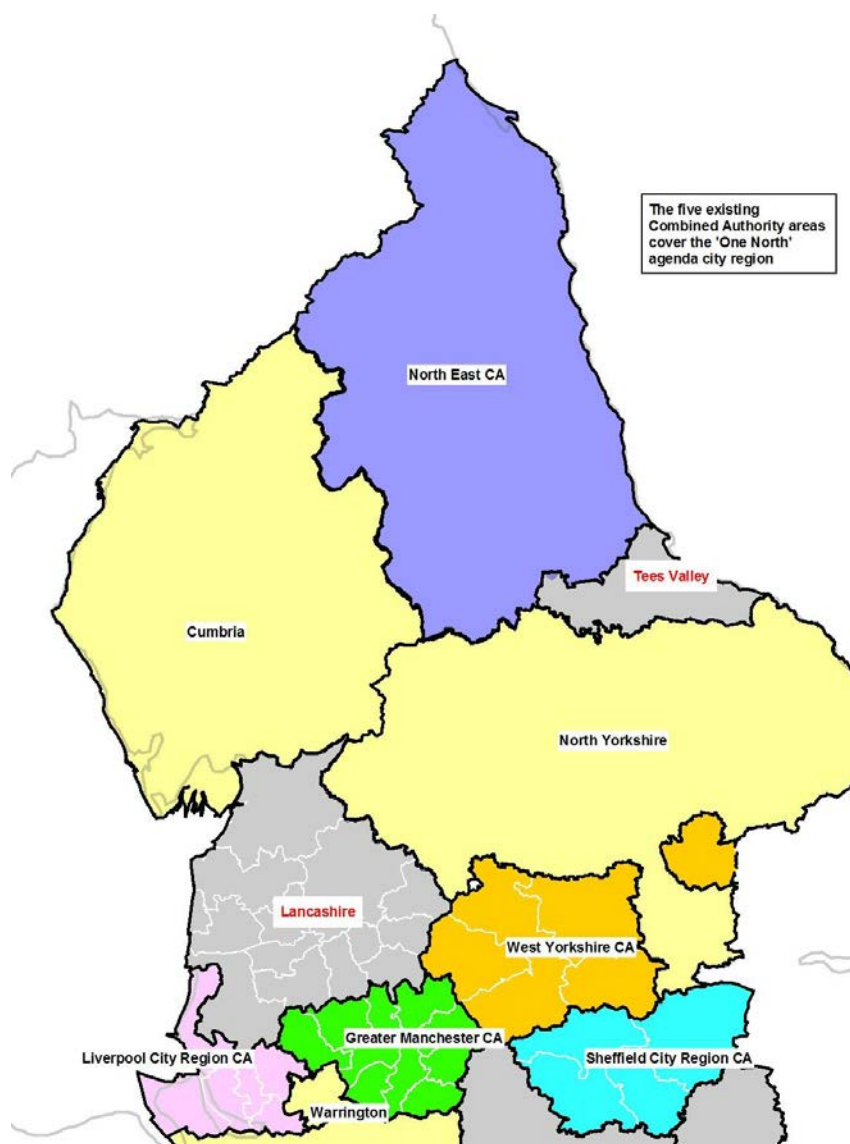 The five existing
Combined Authority areas
cover the 'One North'
agenda city region
North East CA
Tees Valley
Cumbria
North Yorkshire
Lancashire
West Yorkshire CA
Greater Manchester CA
Liverpool City Region CA
Sheffield City Region CA
Warrington